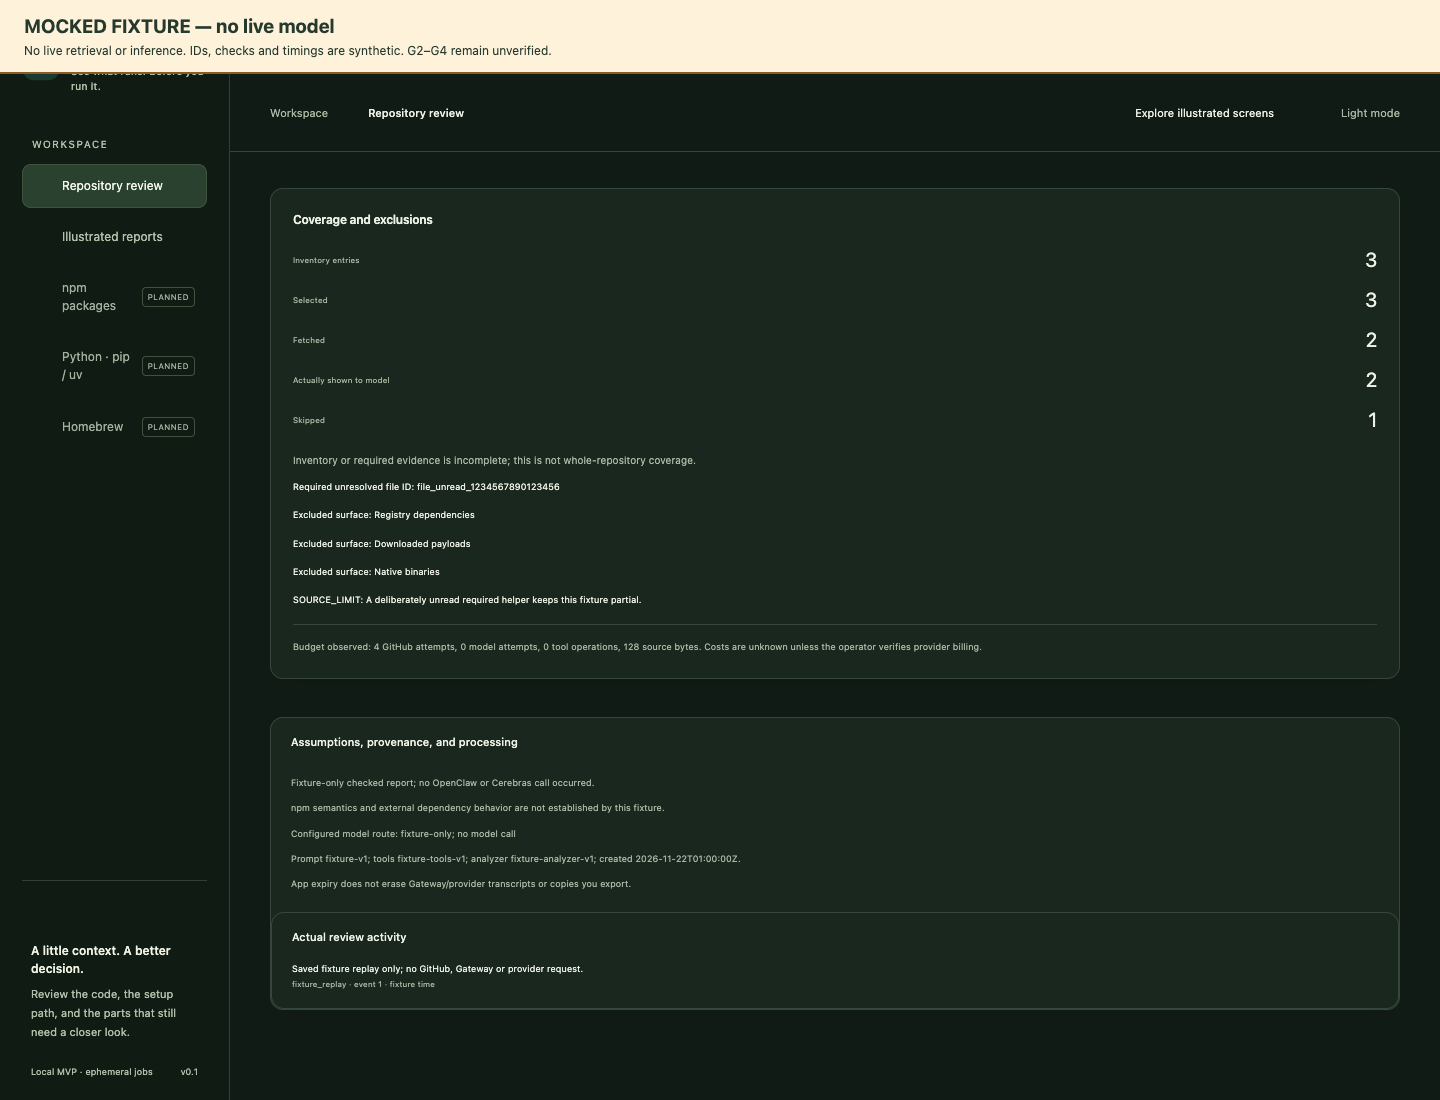 MOCKED FIXTURE — no live model
No live retrieval or inference. IDs, checks and timings are synthetic. G2–G4 remain unverified.
run it.
WORKSPACE
Repository review
Illustrated reports
npm
packages
PLANNED
Python · pip
/ uv
PLANNED
Homebrew
PLANNED
A little context. A better
decision.
Review the code, the setup
path, and the parts that still
need a closer look.
Local MVP · ephemeral jobs v0.1
Workspace Repository review Explore illustrated screens Light mode
Coverage and exclusions
Inventory entries 3
Selected 3
Fetched 2
Actually shown to model 2
Skipped 1
Inventory or required evidence is incomplete; this is not whole-repository coverage.
Required unresolved file ID: file_unread_1234567890123456
Excluded surface: Registry dependencies
Excluded surface: Downloaded payloads
Excluded surface: Native binaries
SOURCE_LIMIT: A deliberately unread required helper keeps this fixture partial.
Budget observed: 4 GitHub attempts, 0 model attempts, 0 tool operations, 128 source bytes. Costs are unknown unless the operator verifies provider billing.
Assumptions, provenance, and processing
Fixture-only checked report; no OpenClaw or Cerebras call occurred.
npm semantics and external dependency behavior are not established by this fixture.
Configured model route: fixture-only; no model call
Prompt fixture-v1; tools fixture-tools-v1; analyzer fixture-analyzer-v1; created 2026-11-22T01:00:00Z.
App expiry does not erase Gateway/provider transcripts or copies you export.
Actual review activity
Saved fixture replay only; no GitHub, Gateway or provider request.
fixture_replay · event 1 · fixture time